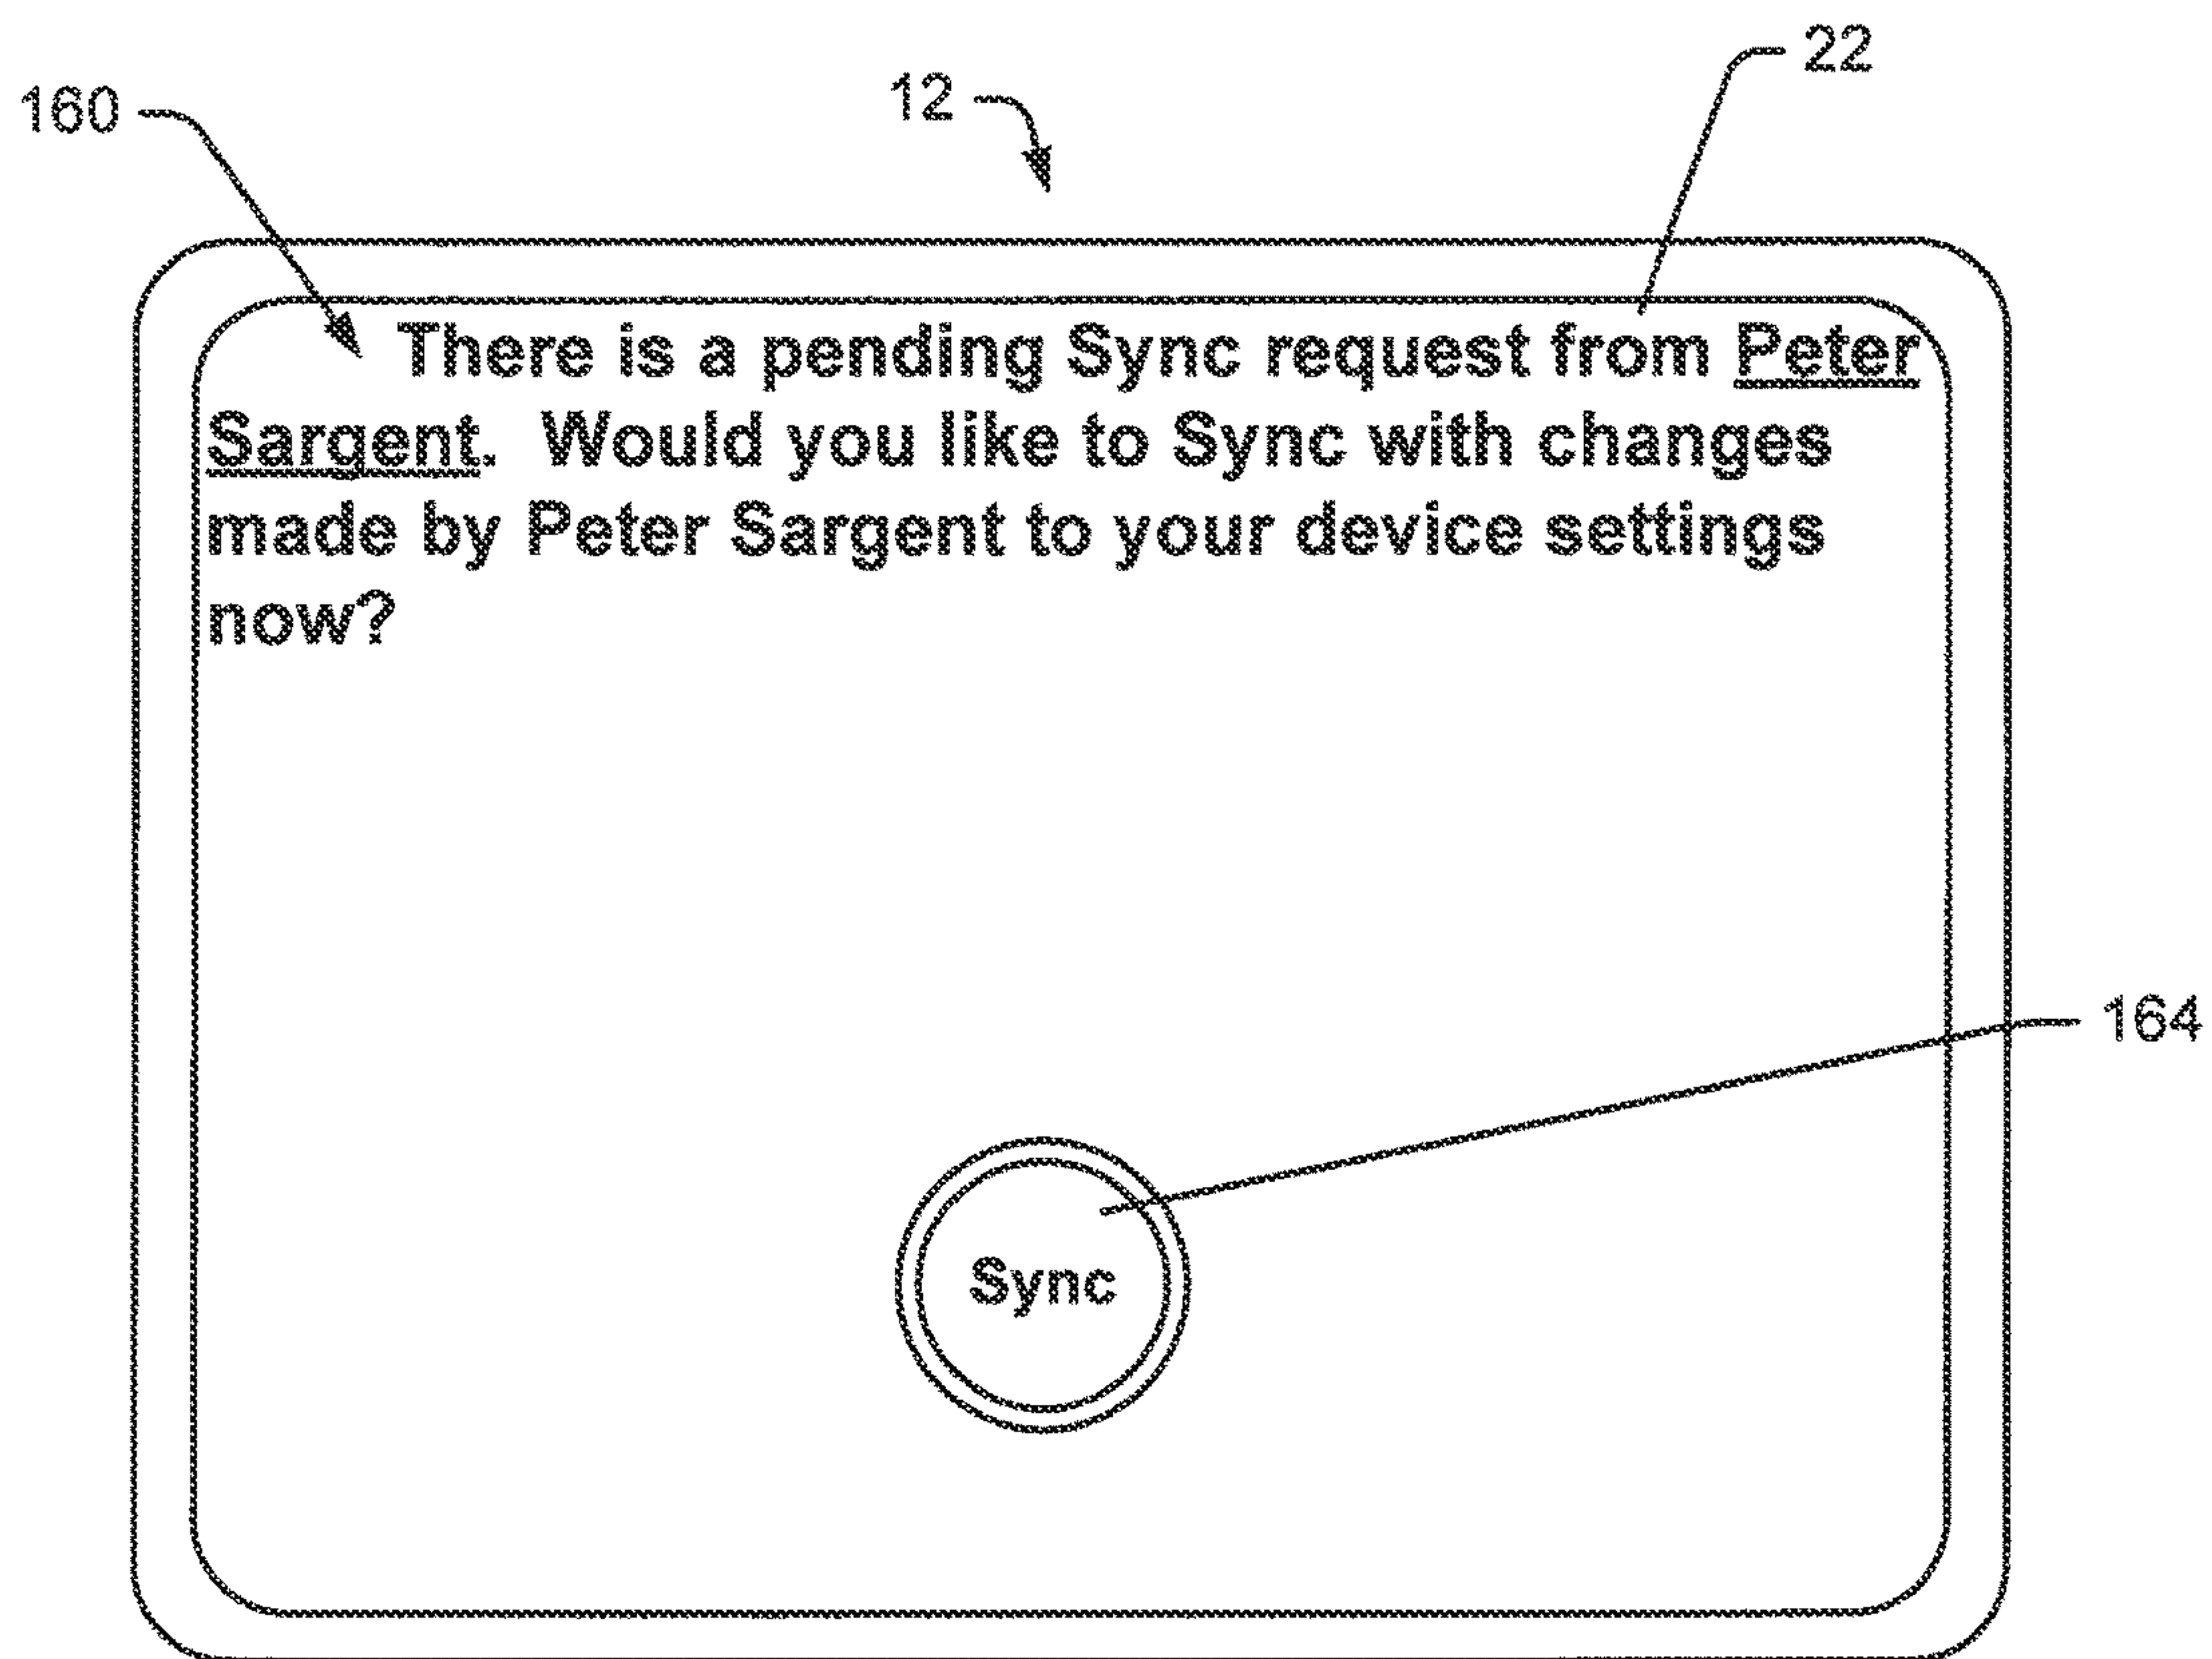 22
12
160
There is a pending Sync request from Peter
Sargent. Would you like to Sync with changes
made by Peter Sargent to your device settings
now?
164
Sync